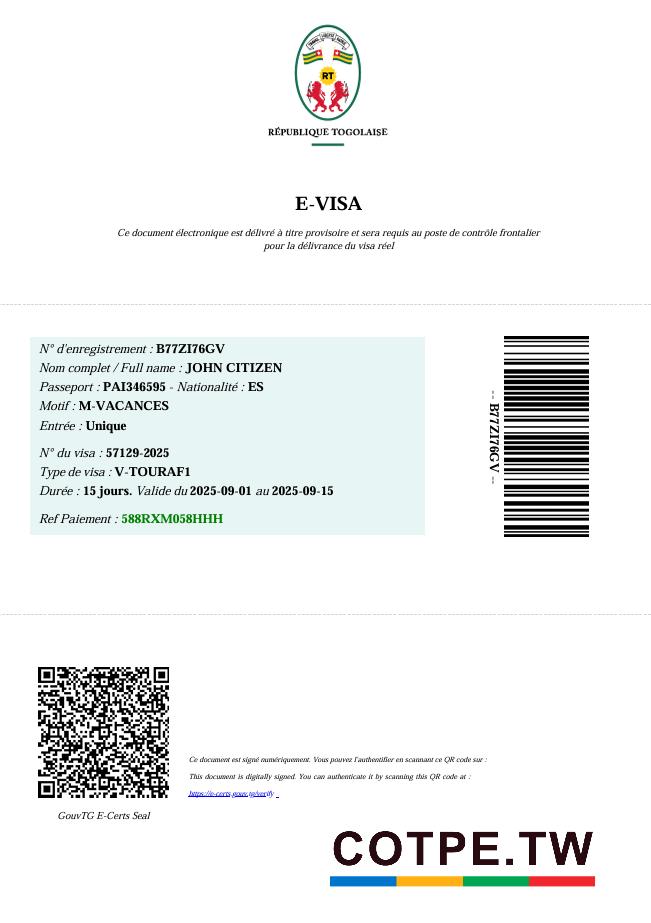 RT
RÉPUBLIQUE TOGOLAISE
E-VISA
Ce document électronique est délivré à titre provisoire et sera requis au poste de contrôle frontalier
pour la délivrance du visa réel
N° d'enregistrement : B77ZI76GV
Nom complet / Full name : JOHN CITIZEN
Passeport : PAI346595 - Nationalité : ES
Motif : M-VACANCES
Entrée : Unique
N° du visa : 57129-2025
Type de visa : V-TOURAF1
Durée : 15 jours. Valide du 2025-09-01 au 2025-09-15
Ref Paiement : 588RXM058HHH
-- B77ZI76GV --
Ce document est signé numériquement. Vous pouvez l'authentifier en scannant ce QR code sur :
This document is digitally signed. You can authenticate it by scanning this QR code at :
https://e-certs.gouv.tg/verify
GouvTG E-Certs Seal
COTPE.TW